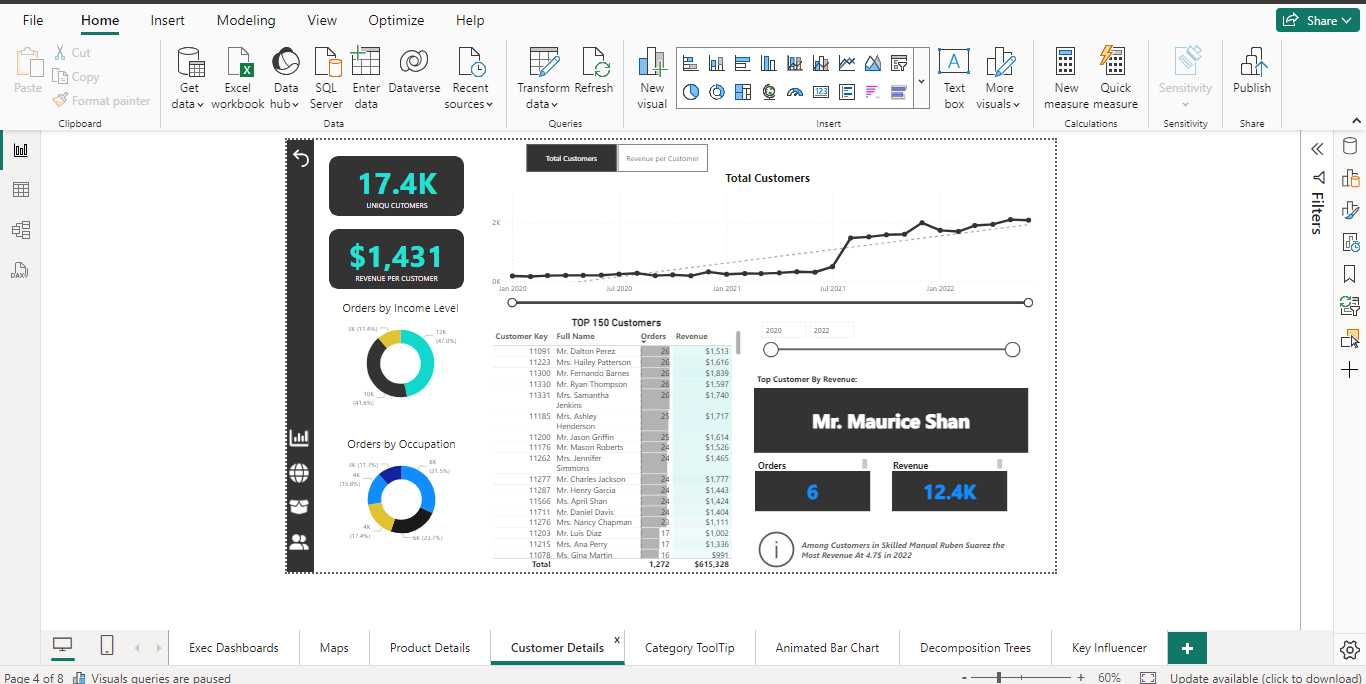 File Home Insert Modeling View Optimize Help Share
Paste Cut Copy Format painter
Get data Excel workbook Data hub SQL Server Enter data Dataverse Recent sources
Transform data Refresh New visual Text box More visuals
New measure Quick measure Sensitivity Publish
Clipboard Data Queries Insert Calculations Sensitivity Share
Filters
17.4K
UNIQU CUTOMERS
$1,431
REVENUE PER CUSTOMER
Orders by Income Level
3K (11.4%)
12K (47.0%)
10K (41.6%)
Orders by Occupation
3K (11.7%)
8K (31.5%)
4K (15.8%)
4K (17.4%)
6K (23.7%)
Total Customers Revenue per Customer
Total Customers
2K
0K
Jan 2020 Jul 2020 Jan 2021 Jul 2021 Jan 2022
TOP 150 Customers
Customer Key Full Name Orders Revenue
11091 Mr. Dalton Perez 26 $1,513
11223 Mrs. Hailey Patterson 26 $1,616
11300 Mr. Fernando Barnes 26 $1,839
11330 Mr. Ryan Thompson 26 $1,597
11331 Mrs. Samantha Jenkins 26 $1,740
11185 Mrs. Ashley Henderson 25 $1,717
11200 Mr. Jason Griffin 25 $1,614
11176 Mr. Mason Roberts 24 $1,526
11262 Mrs. Jennifer Simmons 24 $1,465
11277 Mr. Charles Jackson 24 $1,777
11287 Mr. Henry Garcia 24 $1,443
11566 Ms. April Shan 24 $1,424
11711 Mr. Daniel Davis 24 $1,404
11276 Mrs. Nancy Chapman 23 $1,111
11203 Mr. Luis Diaz 17 $1,002
11215 Mrs. Ana Perry 17 $1,336
11078 Ms. Gina Martin 16 $991
Total 1,272 $615,328
2020 2022
Top Customer By Revenue:
Mr. Maurice Shan
Orders Revenue
6 12.4K
Among Customers in Skilled Manual Ruben Suarez the
Most Revenue At 4.7$ in 2022
Exec Dashboards Maps Product Details Customer Details x Category ToolTip Animated Bar Chart Decomposition Trees Key Influencer +
Page 4 of 8 Visuals queries are paused - + 60% Update available (click to download)